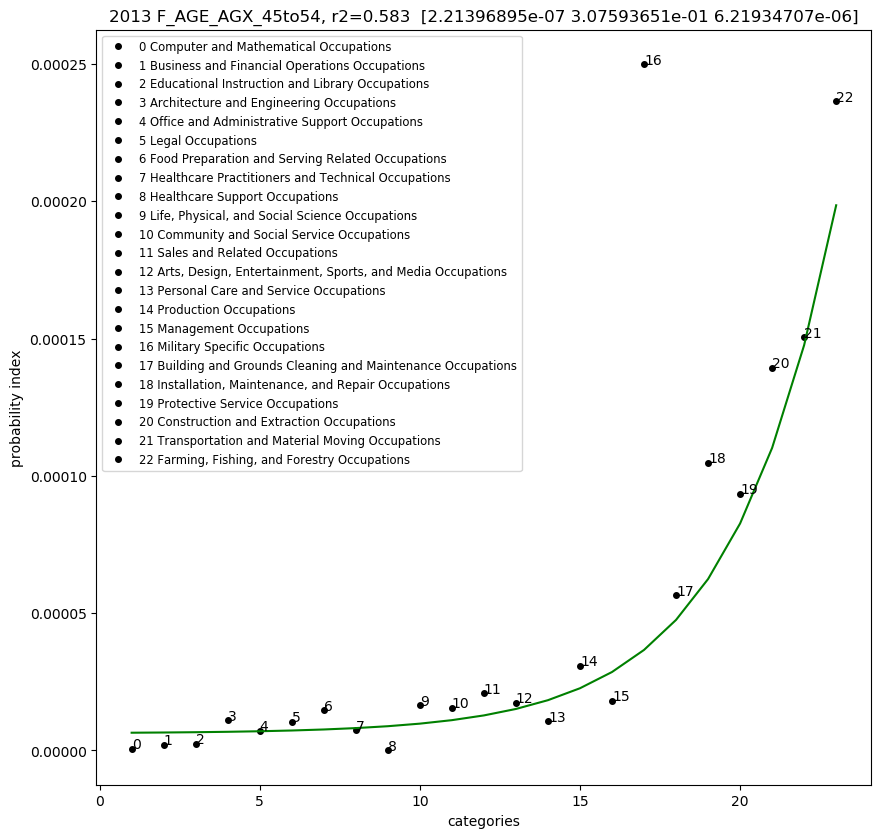 2013 F_AGE_AGX_45to54, r2=0.583 [2.21396895e-07 3.07593651e-01 6.21934707e-06]
0 Computer and Mathematical Occupations
1 Business and Financial Operations Occupations
2 Educational Instruction and Library Occupations
3 Architecture and Engineering Occupations
4 Office and Administrative Support Occupations
5 Legal Occupations
6 Food Preparation and Serving Related Occupations
7 Healthcare Practitioners and Technical Occupations
8 Healthcare Support Occupations
9 Life, Physical, and Social Science Occupations
10 Community and Social Service Occupations
11 Sales and Related Occupations
12 Arts, Design, Entertainment, Sports, and Media Occupations
13 Personal Care and Service Occupations
14 Production Occupations
15 Management Occupations
16 Military Specific Occupations
17 Building and Grounds Cleaning and Maintenance Occupations
18 Installation, Maintenance, and Repair Occupations
19 Protective Service Occupations
20 Construction and Extraction Occupations
21 Transportation and Material Moving Occupations
22 Farming, Fishing, and Forestry Occupations
probability index
0.00025
0.00020
0.00015
0.00010
0.00005
0.00000
0
1
2
3
4
5
6
7
8
9
10
11
12
13
14
15
16
17
18
19
20
21
22
0
5
10
15
20
categories